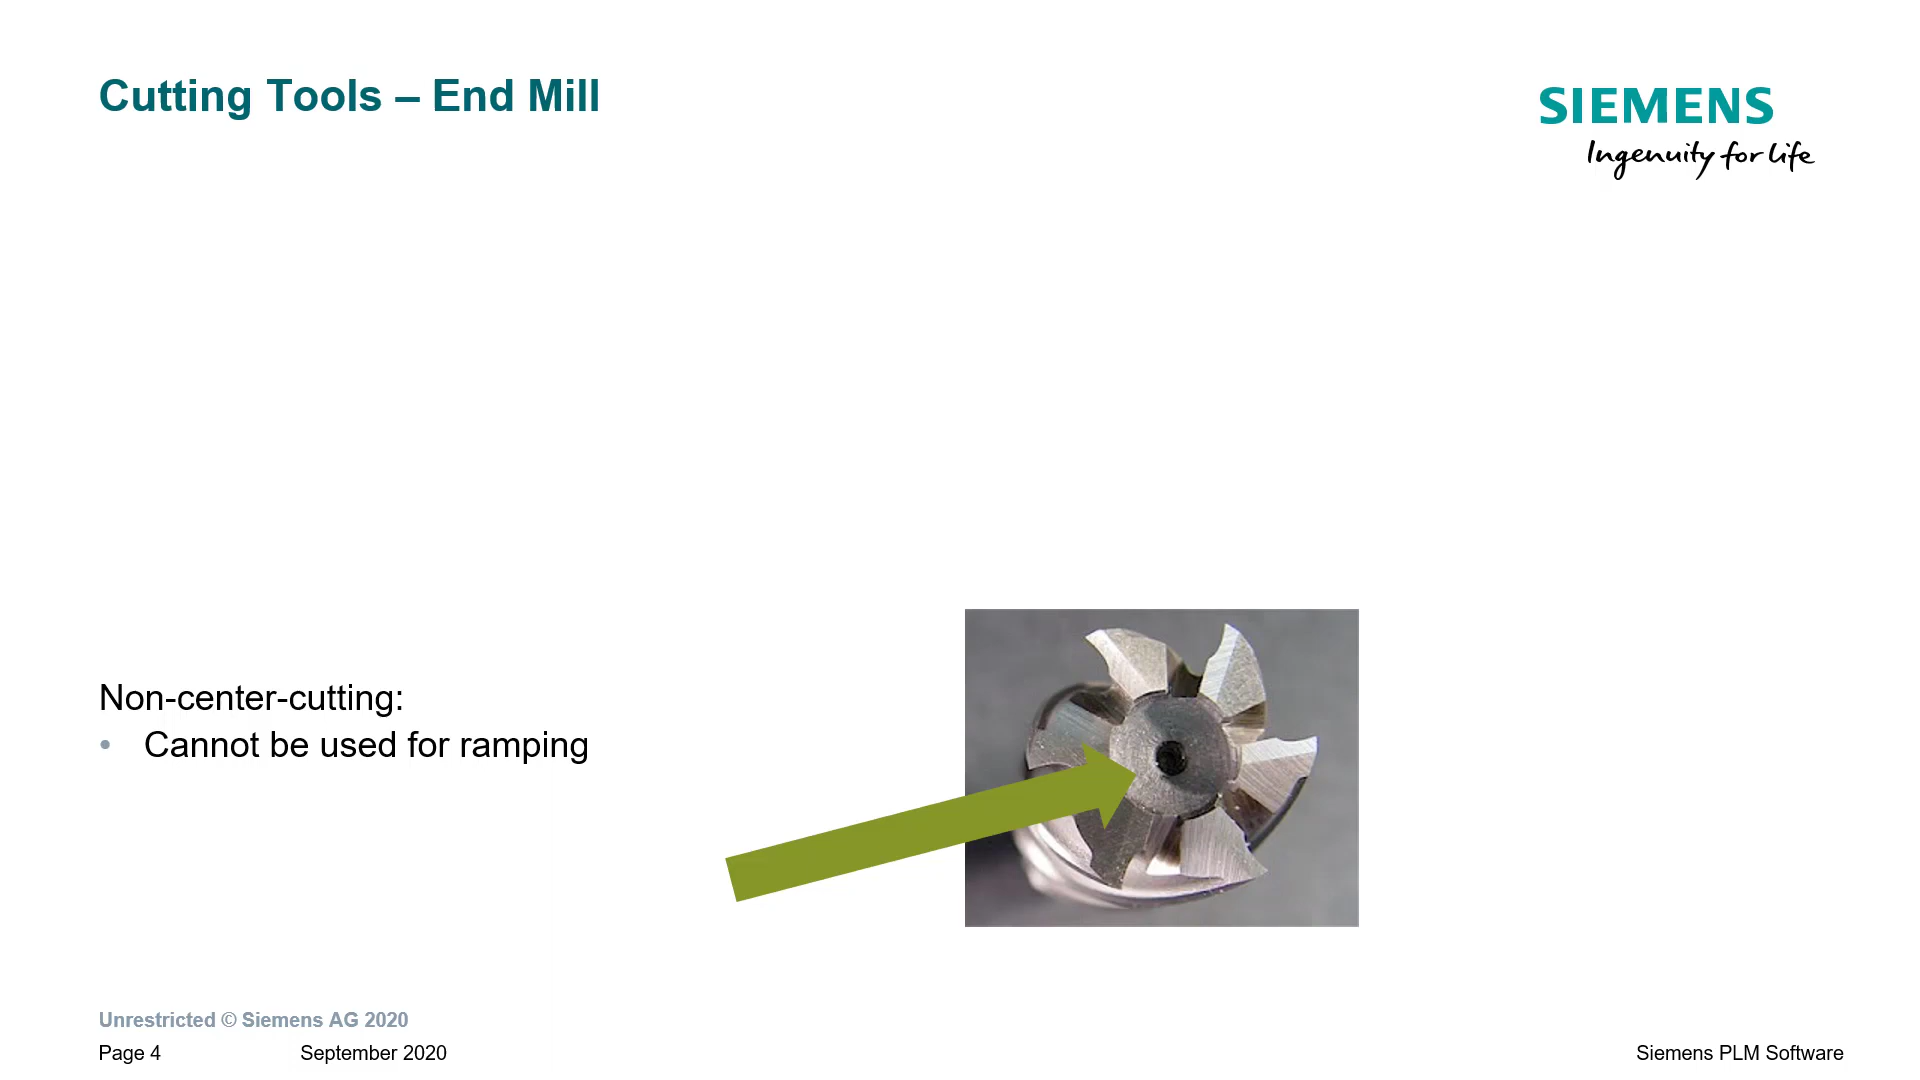 Cutting Tools – End Mill
SIEMENS
Ingenuity for life
Non-center-cutting:
• Cannot be used for ramping
Unrestricted © Siemens AG 2020
Page 4 September 2020 Siemens PLM Software